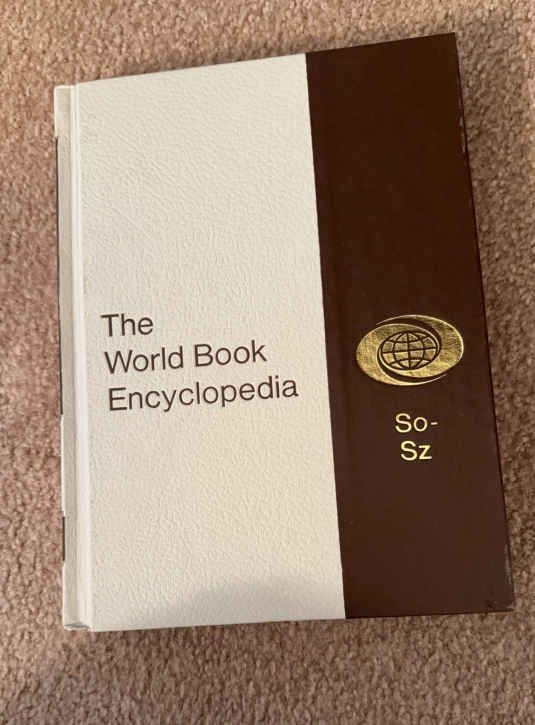 The
World Book
Encyclopedia
So-
Sz